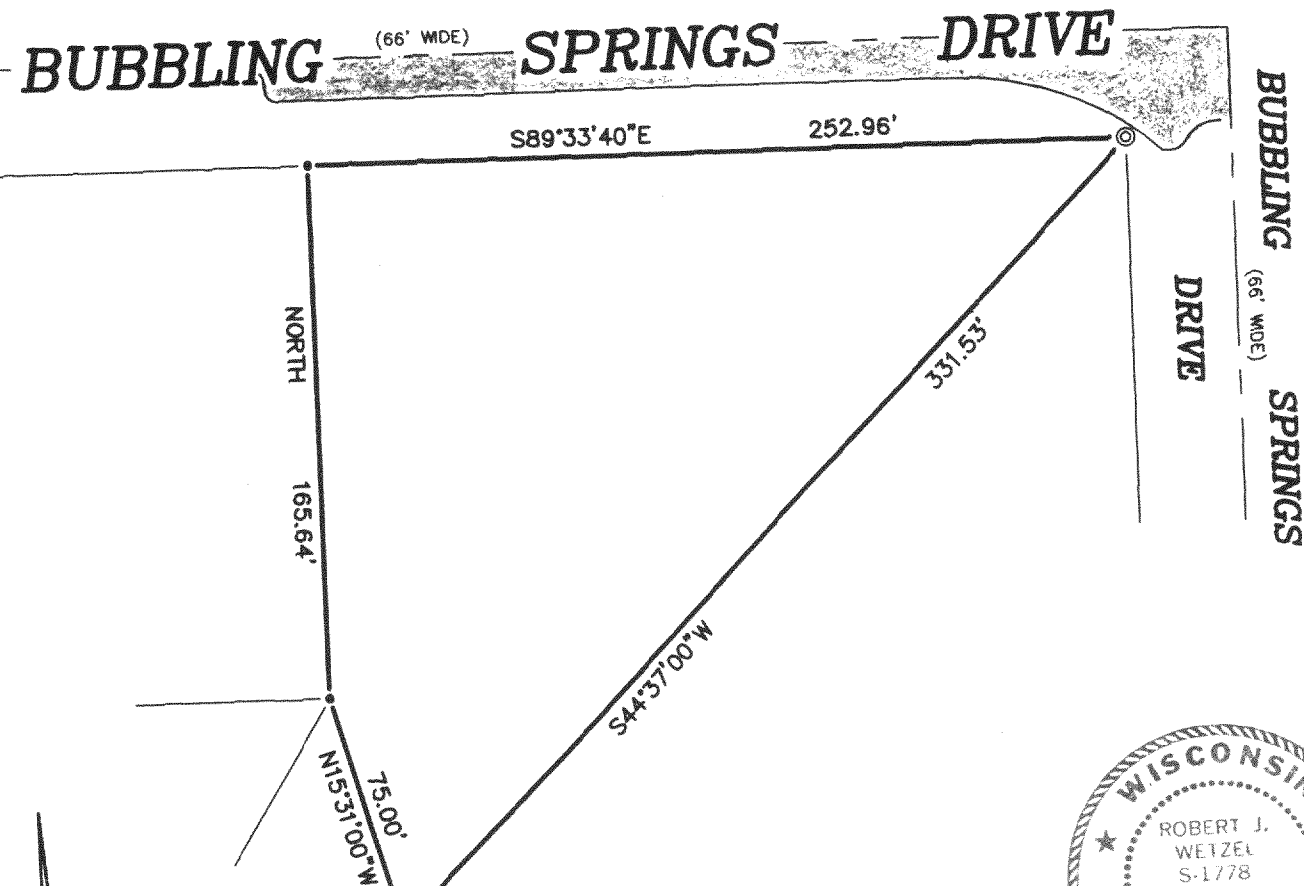 BUBBLING (66' WIDE) SPRINGS DRIVE
S89°33'40"E 252.96'
BUBBLING
(66' WIDE)
SPRINGS
DRIVE
NORTH 165.64'
331.53'
S44°37'00"W
75.00'
N15°31'00"W
WISCONSIN
ROBERT J.
WETZEL
S-1778